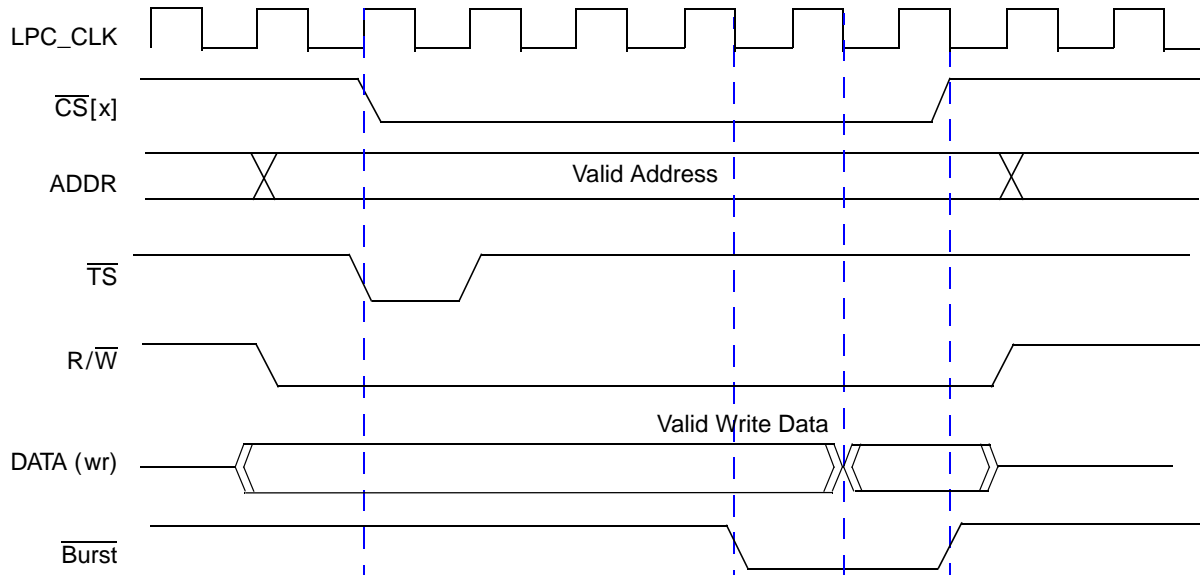 LPC_CLK
CS[x]
ADDR
Valid Address
TS
R/W
Valid Write Data
DATA (wr)
Burst